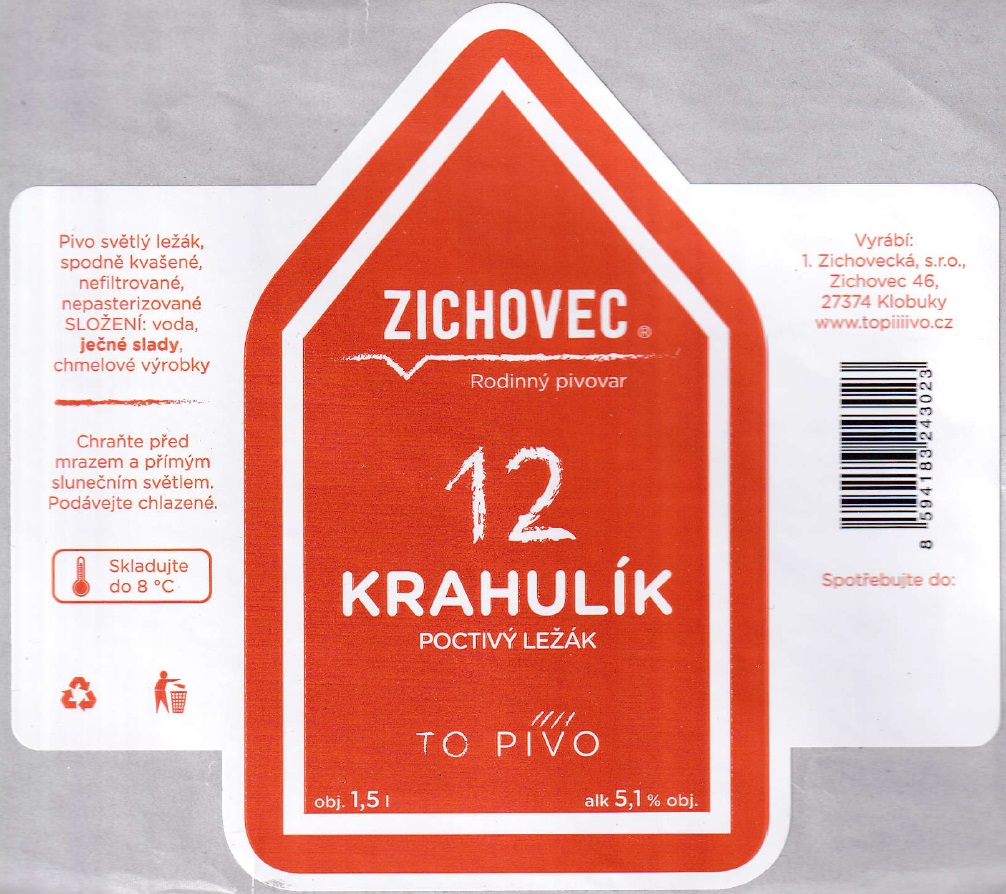 Pivo světlý ležák,
spodně kvašené,
nefiltrované,
nepasterizované
SLOŽENÍ: voda,
ječné slady,
chmelové výrobky
Chraňte před
mrazem a přímým
slunečním světlem.
Podávejte chlazené.
Skladujte
do 8 °C
ZICHOVEC ®
Rodinný pivovar
12
KRAHULÍK
POCTIVÝ LEŽÁK
TO PIVO
obj. 1,5 l
alk 5,1 % obj.
Vyrábí:
1. Zichovecká, s.r.o.,
Zichovec 46,
27374 Klobuky
www.topiiiivo.cz
8 594183 243023
Spotřebujte do: